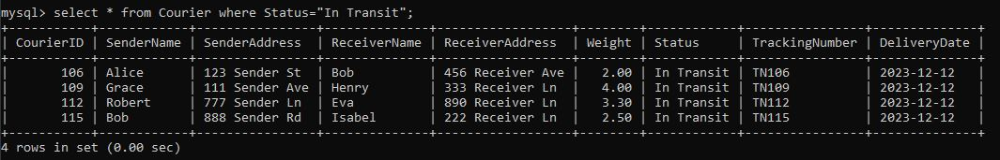 mysql> select * from Courier where Status="In Transit";
+-----------+------------+----------------+--------------+------------------+--------+------------+----------------+--------------+
| CourierID | SenderName | SenderAddress  | ReceiverName | ReceiverAddress  | Weight | Status     | TrackingNumber | DeliveryDate |
+-----------+------------+----------------+--------------+------------------+--------+------------+----------------+--------------+
|       106 | Alice      | 123 Sender St  | Bob          | 456 Receiver Ave |   2.00 | In Transit | TN106          | 2023-12-12   |
|       109 | Grace      | 111 Sender Ave | Henry        | 333 Receiver Ln  |   4.00 | In Transit | TN109          | 2023-12-12   |
|       112 | Robert     | 777 Sender Ln  | Eva          | 890 Receiver Ln  |   3.30 | In Transit | TN112          | 2023-12-12   |
|       115 | Bob        | 888 Sender Rd  | Isabel       | 222 Receiver Ln  |   2.50 | In Transit | TN115          | 2023-12-12   |
+-----------+------------+----------------+--------------+------------------+--------+------------+----------------+--------------+
4 rows in set (0.00 sec)